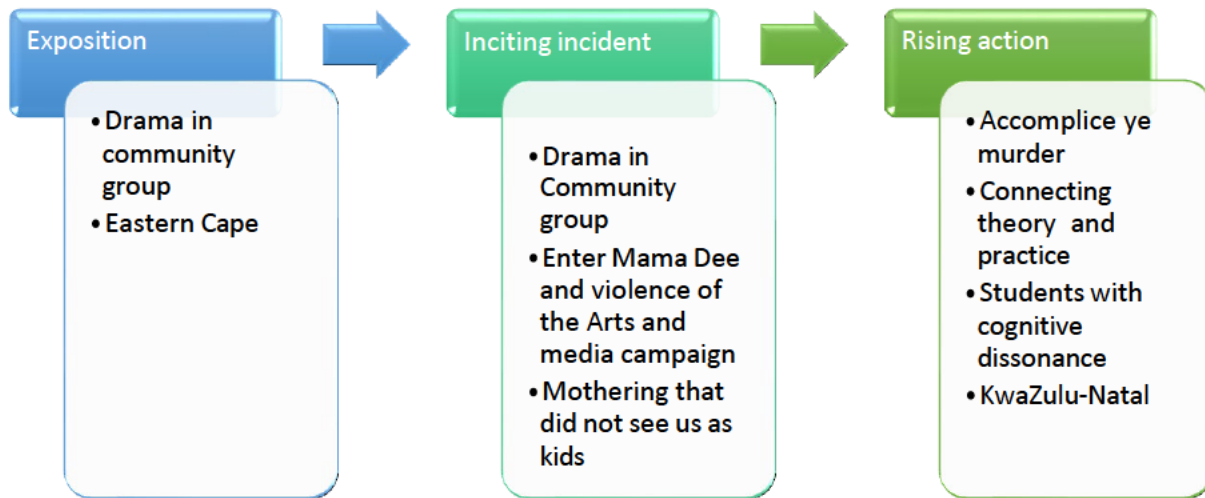 Exposition
• Drama in
community
group
• Eastern Cape
Inciting incident
• Drama in
Community
group
• Enter Mama Dee
and violence of
the Arts and
media campaign
• Mothering that
did not see us as
kids
Rising action
• Accomplice ye
murder
• Connecting
theory and
practice
• Students with
cognitive
dissonance
• KwaZulu-Natal